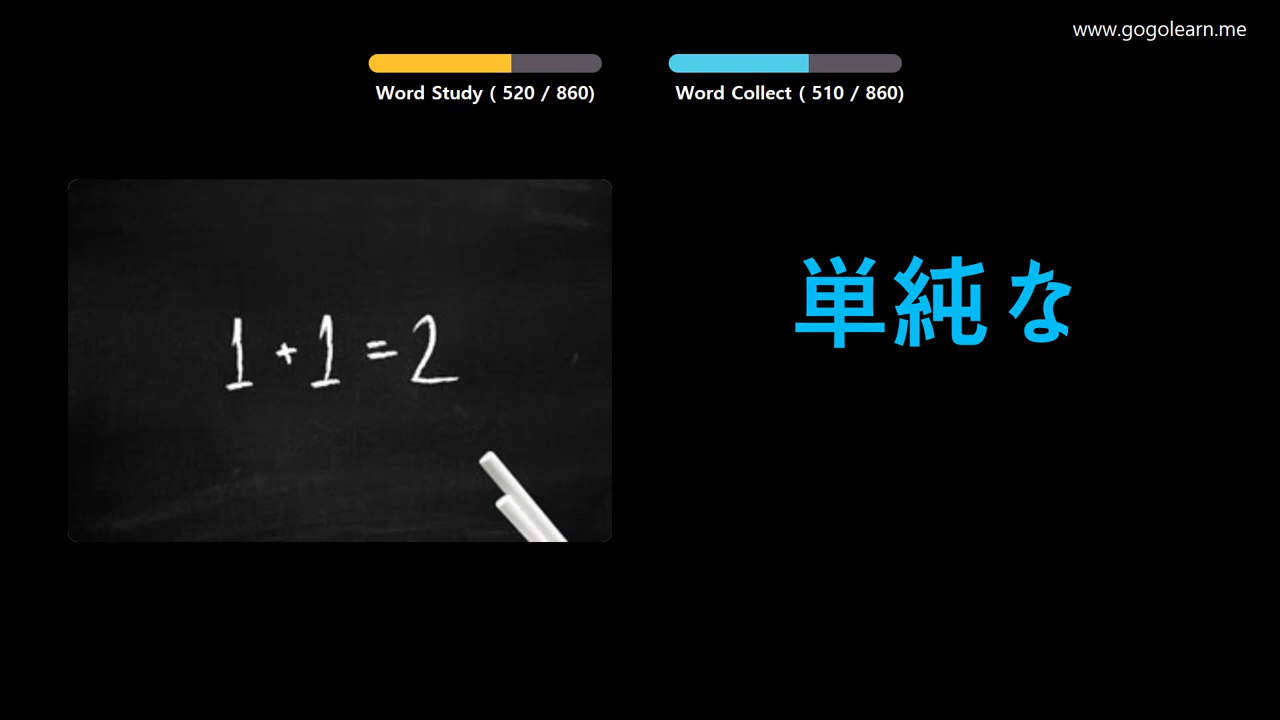 www.gogolearn.me
Word Study ( 520 / 860)
Word Collect ( 510 / 860)
1 + 1 = 2
単純な